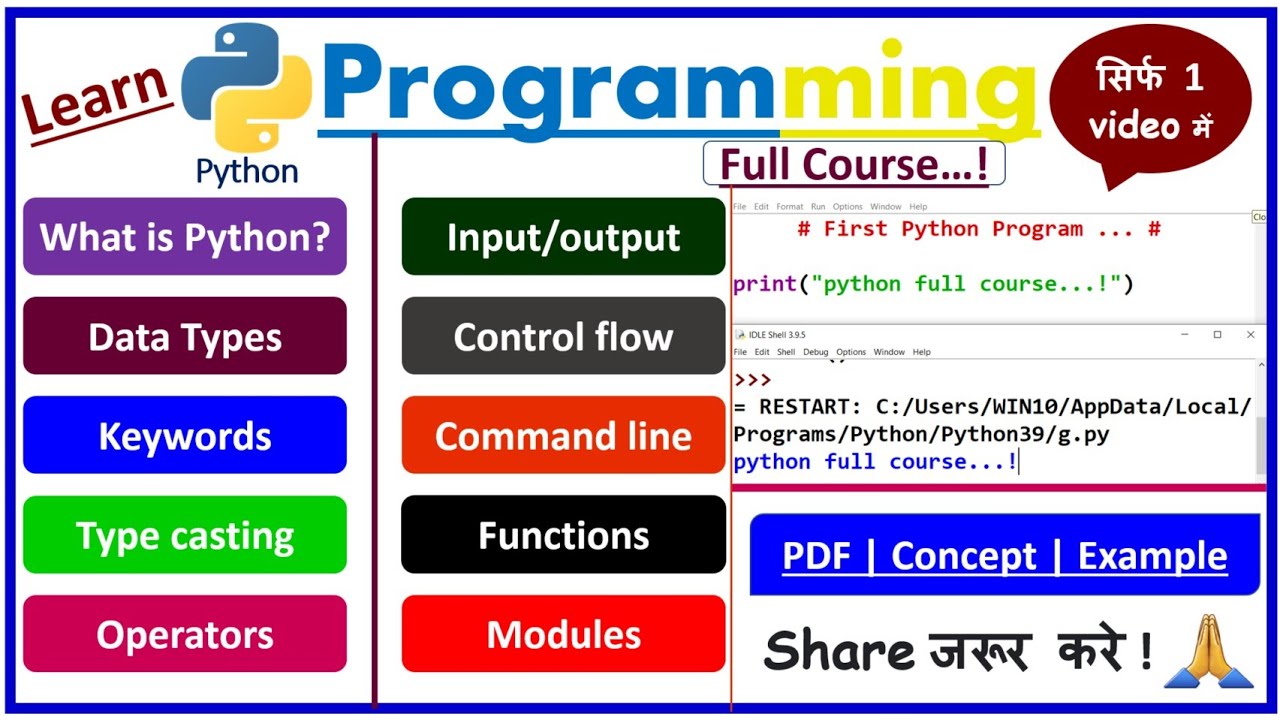 Learn
Python
Programming
सिर्फ 1
video में
Full Course...!
What is Python?
Data Types
Keywords
Type casting
Operators
Input/output
Control flow
Command line
Functions
Modules
File Edit Format Run Options Window Help
Clo
# First Python Program ... #
print("python full course...!")
IDLE Shell 3.9.5
File Edit Shell Debug Options Window Help
>>>
= RESTART: C:/Users/WIN10/AppData/Local/
Programs/Python/Python39/g.py
python full course...!
PDF | Concept | Example
Share जरूर करे !